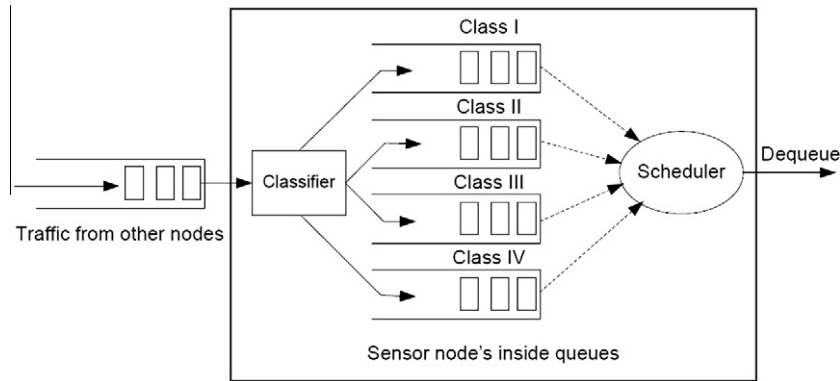 Class I
Class II
Classifier
Scheduler
Dequeue
Class III
Traffic from other nodes
Class IV
Sensor node's inside queues